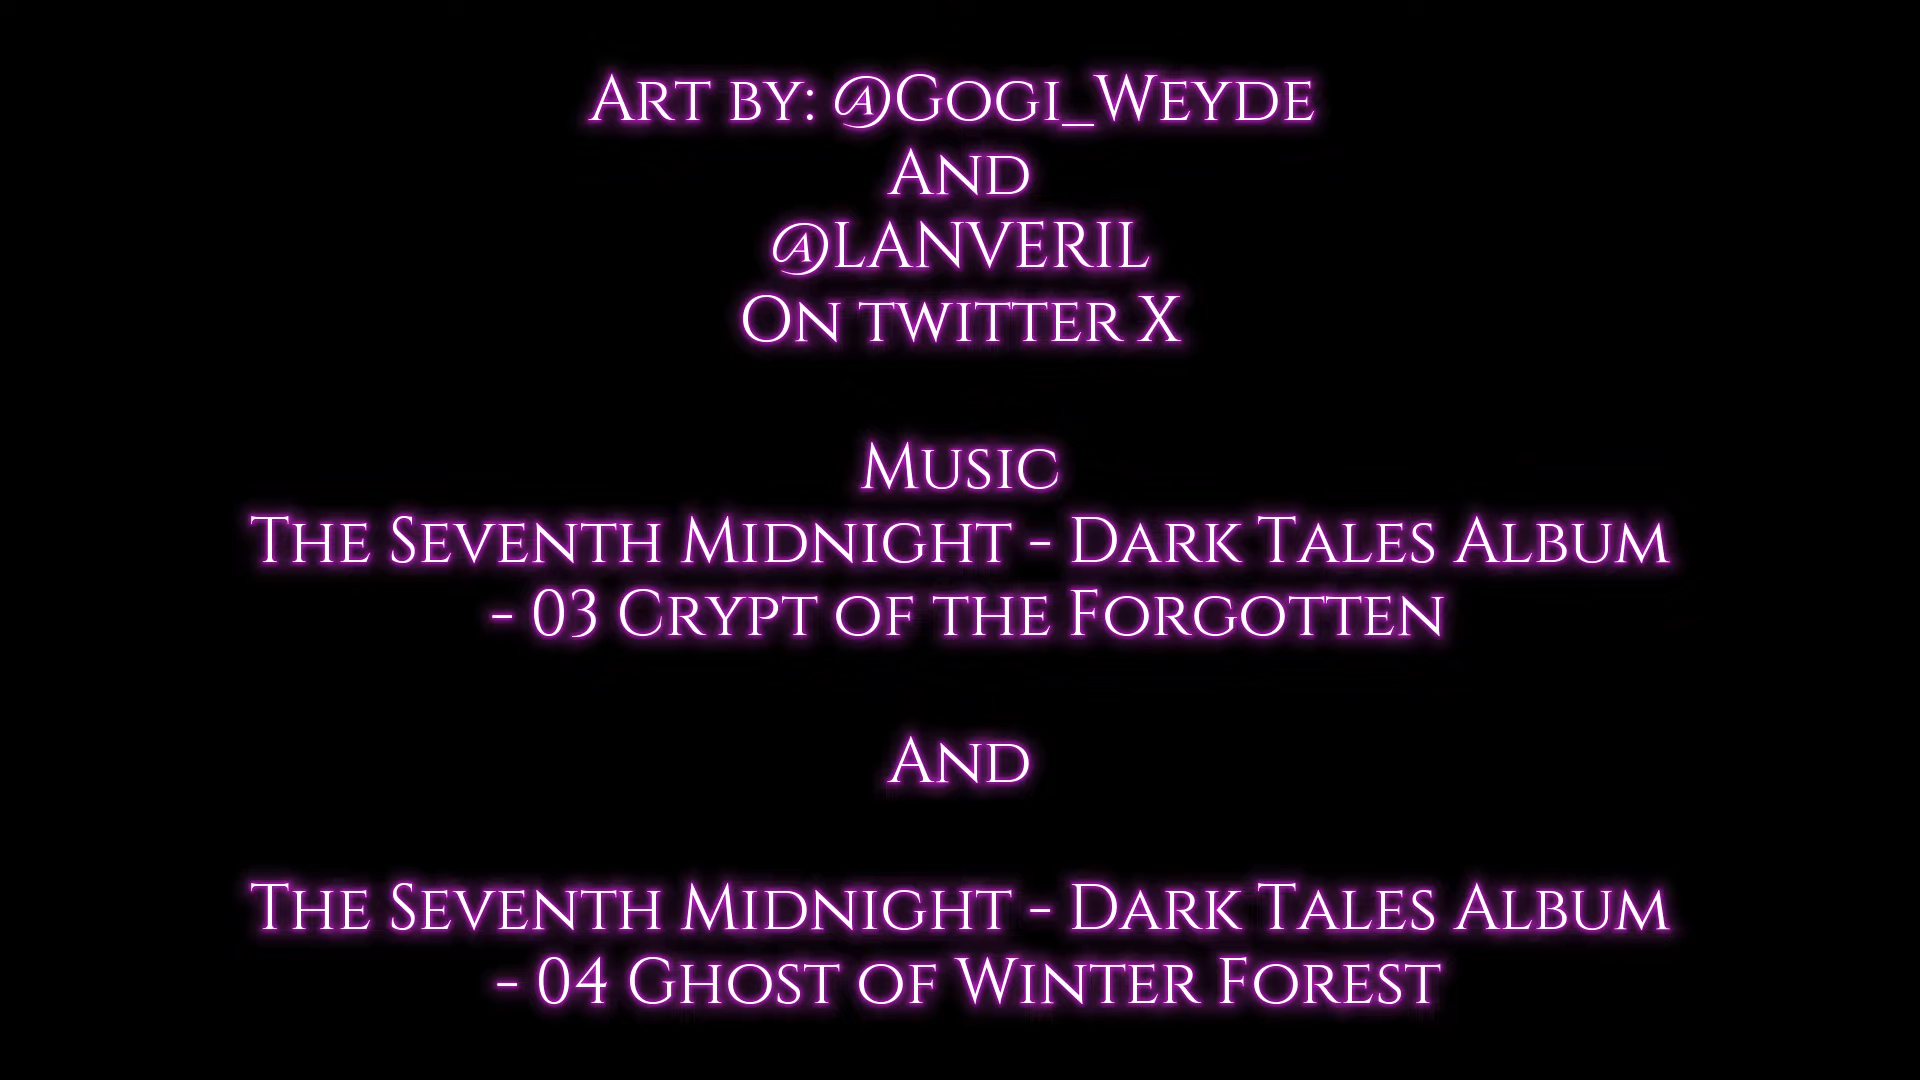 Art by: @Gogi_Weyde
And
@LANVERIL
On twitter X
Music
The Seventh Midnight - Dark Tales Album
- 03 Crypt of the Forgotten
And
The Seventh Midnight - Dark Tales Album
- 04 Ghost of Winter Forest